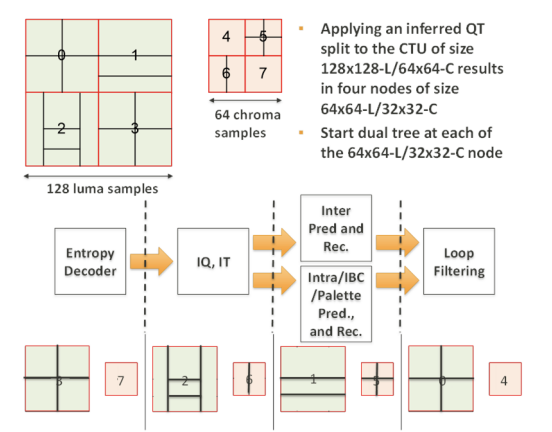 0
1
2
3
4
5
6
7
128 luma samples
64 chroma
samples
▪ Applying an inferred QT
split to the CTU of size
128x128-L/64x64-C results
in four nodes of size
64x64-L/32x32-C
▪ Start dual tree at each of
the 64x64-L/32x32-C node
Entropy
Decoder
IQ, IT
Inter
Pred and
Rec.
Intra/IBC
/Palette
Pred.,
and Rec.
Loop
Filtering
3
7
2
6
1
5
0
4